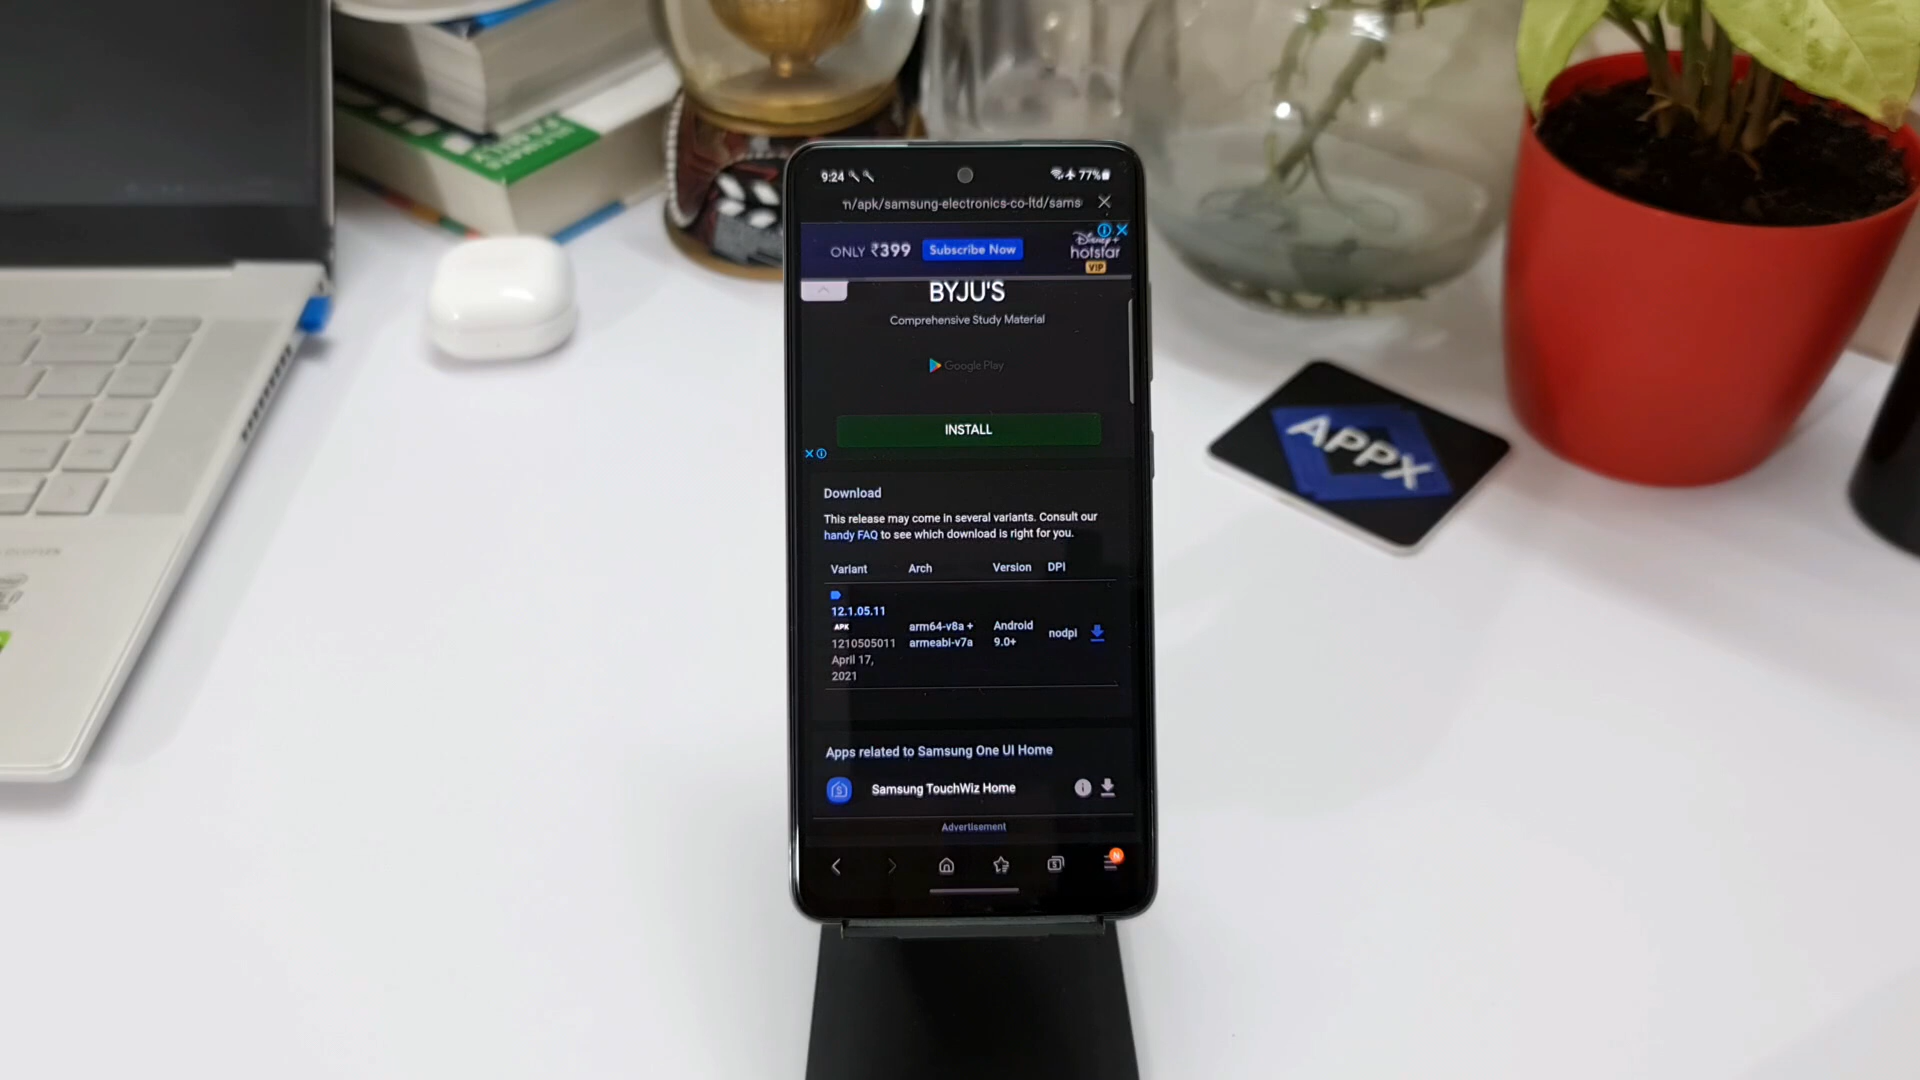 9:24
77%
n/apk/samsung-electronics-co-ltd/sams
ONLY ₹399
Subscribe Now
Disney+
hotstar
VIP
BYJU'S
Comprehensive Study Material
Google Play
INSTALL
Download
This release may come in several variants. Consult our
handy FAQ to see which download is right for you.
Variant Arch Version DPI
12.1.05.11
APK
1210505011
April 17,
2021
arm64-v8a +
armeabi-v7a
Android
9.0+
nodpi
Apps related to Samsung One UI Home
Samsung TouchWiz Home
Advertisement
N
APPX